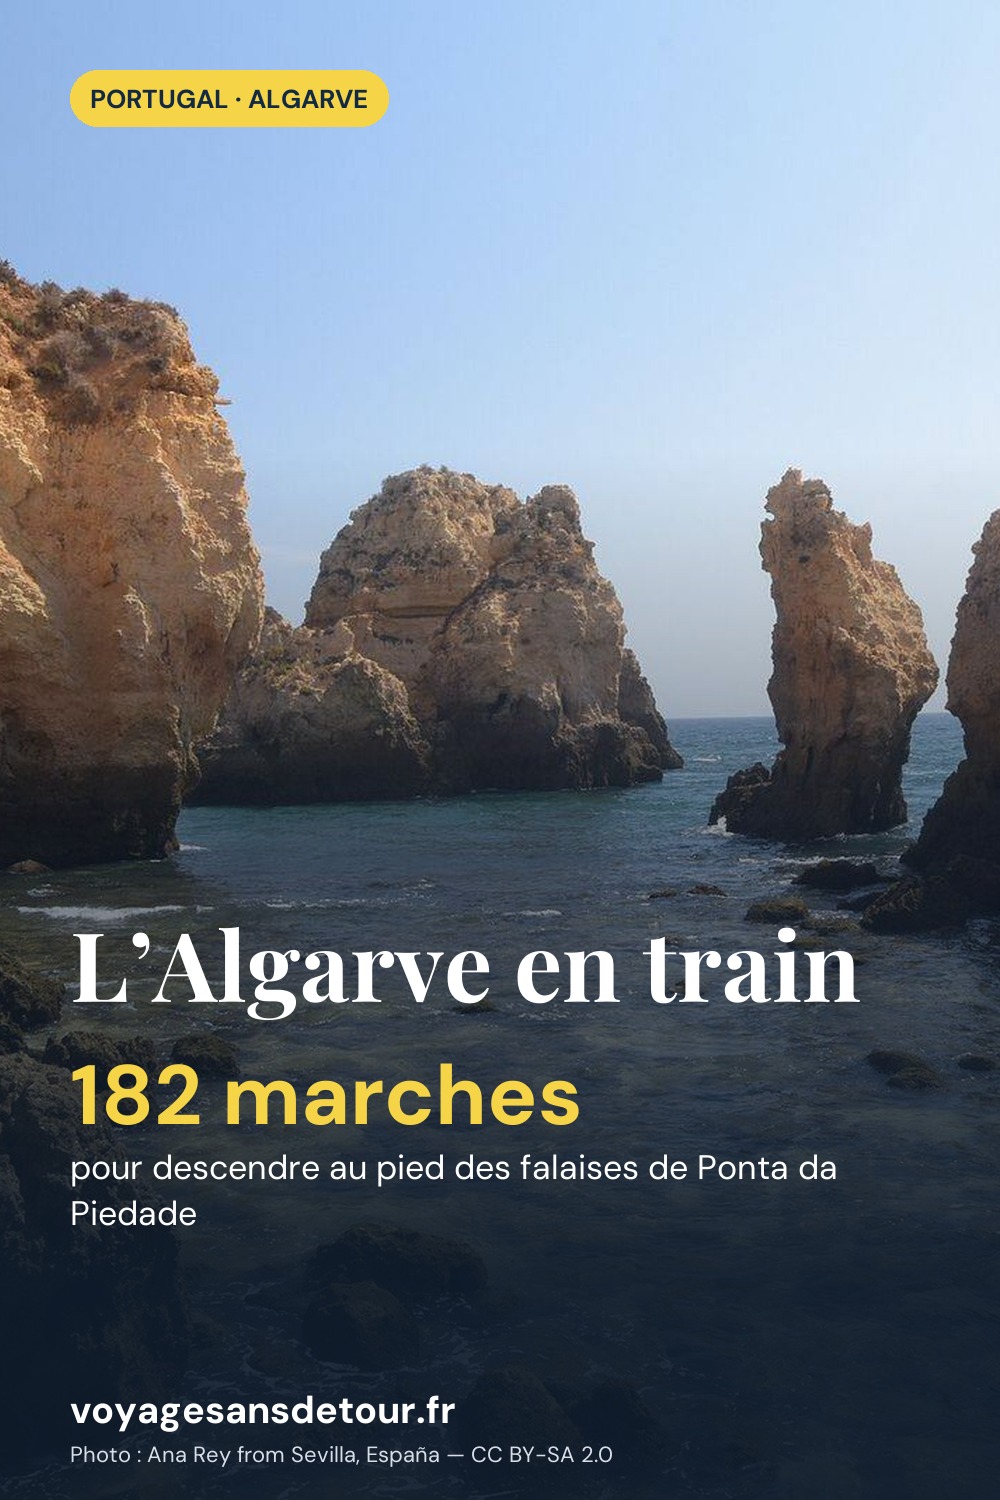 PORTUGAL · ALGARVE
L’Algarve en train
182 marches
pour descendre au pied des falaises de Ponta da
Piedade
voyagesansdetour.fr
Photo : Ana Rey from Sevilla, España — CC BY-SA 2.0